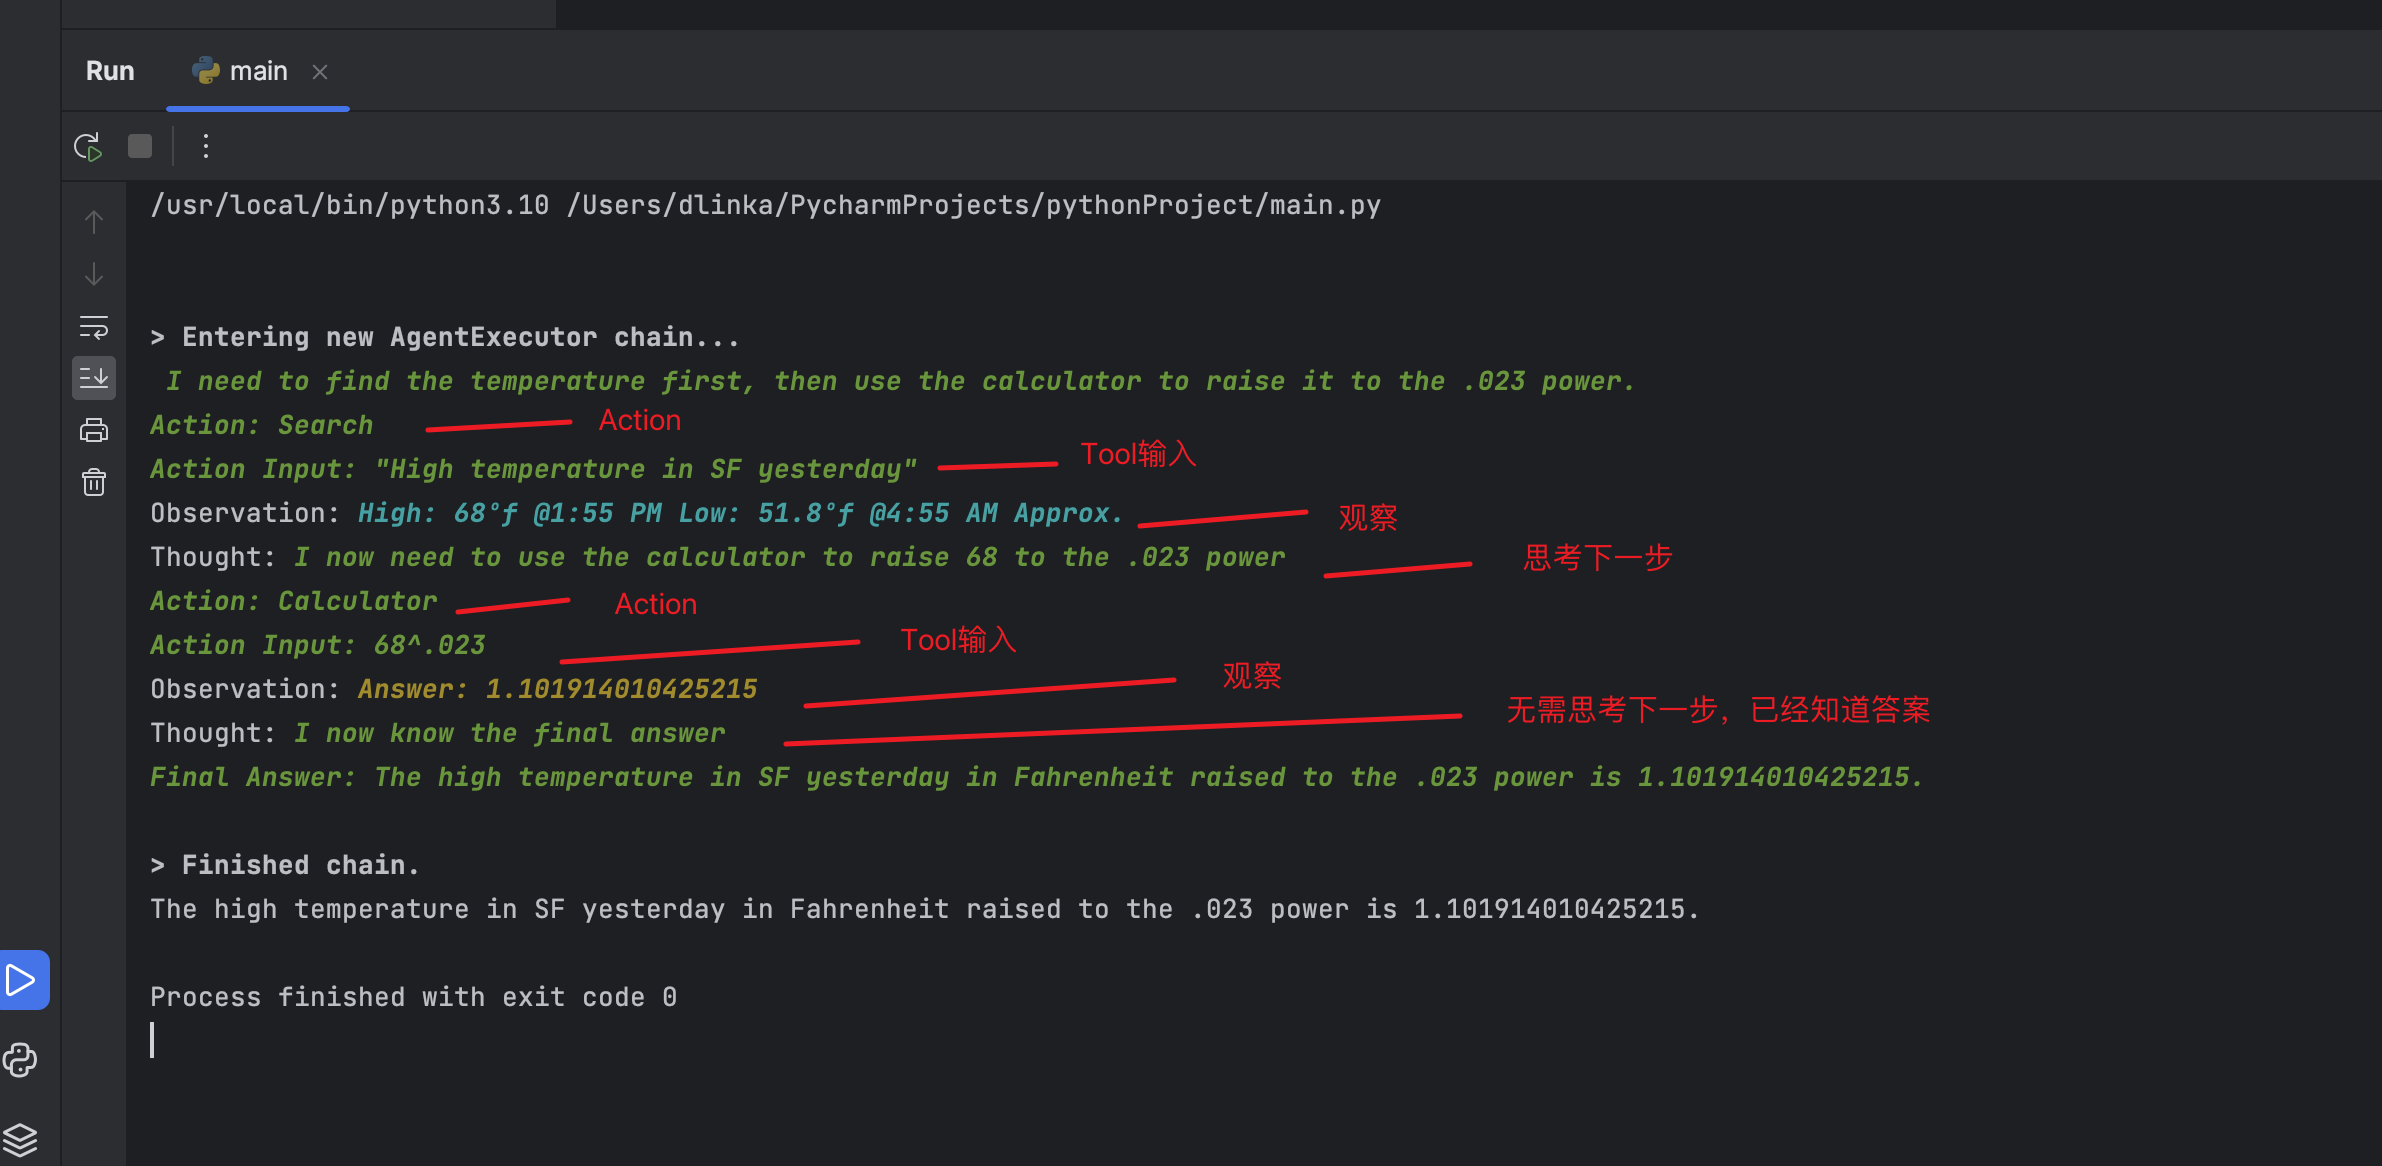 Run main
/usr/local/bin/python3.10 /Users/dlinka/PycharmProjects/pythonProject/main.py
> Entering new AgentExecutor chain...
I need to find the temperature first, then use the calculator to raise it to the .023 power.
Action: Search Action
Action Input: "High temperature in SF yesterday" Tool输入
Observation: High: 68°f @1:55 PM Low: 51.8°f @4:55 AM Approx. 观察
Thought: I now need to use the calculator to raise 68 to the .023 power 思考下一步
Action: Calculator Action
Action Input: 68^.023 Tool输入
Observation: Answer: 1.101914010425215 观察
Thought: I now know the final answer 无需思考下一步，已经知道答案
Final Answer: The high temperature in SF yesterday in Fahrenheit raised to the .023 power is 1.101914010425215.
> Finished chain.
The high temperature in SF yesterday in Fahrenheit raised to the .023 power is 1.101914010425215.
Process finished with exit code 0